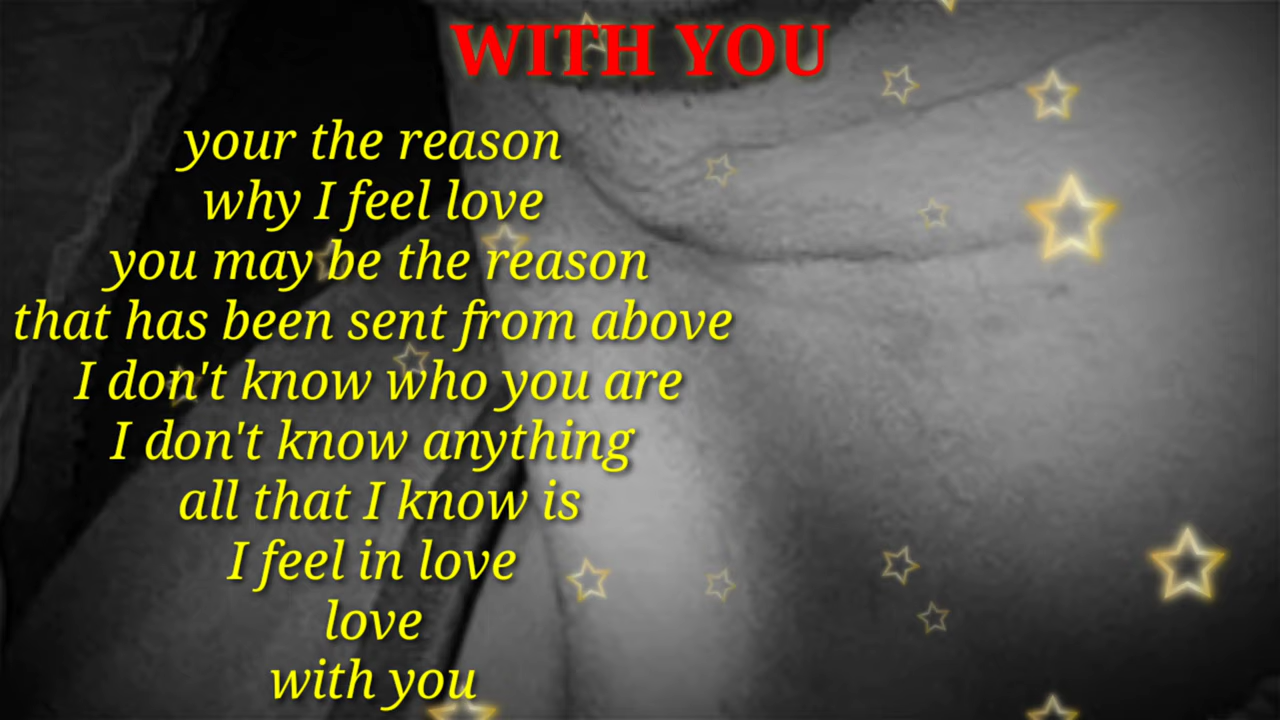 WITH YOU
your the reason
why I feel love
you may be the reason
that has been sent from above
I don't know who you are
I don't know anything
all that I know is
I feel in love
love
with you